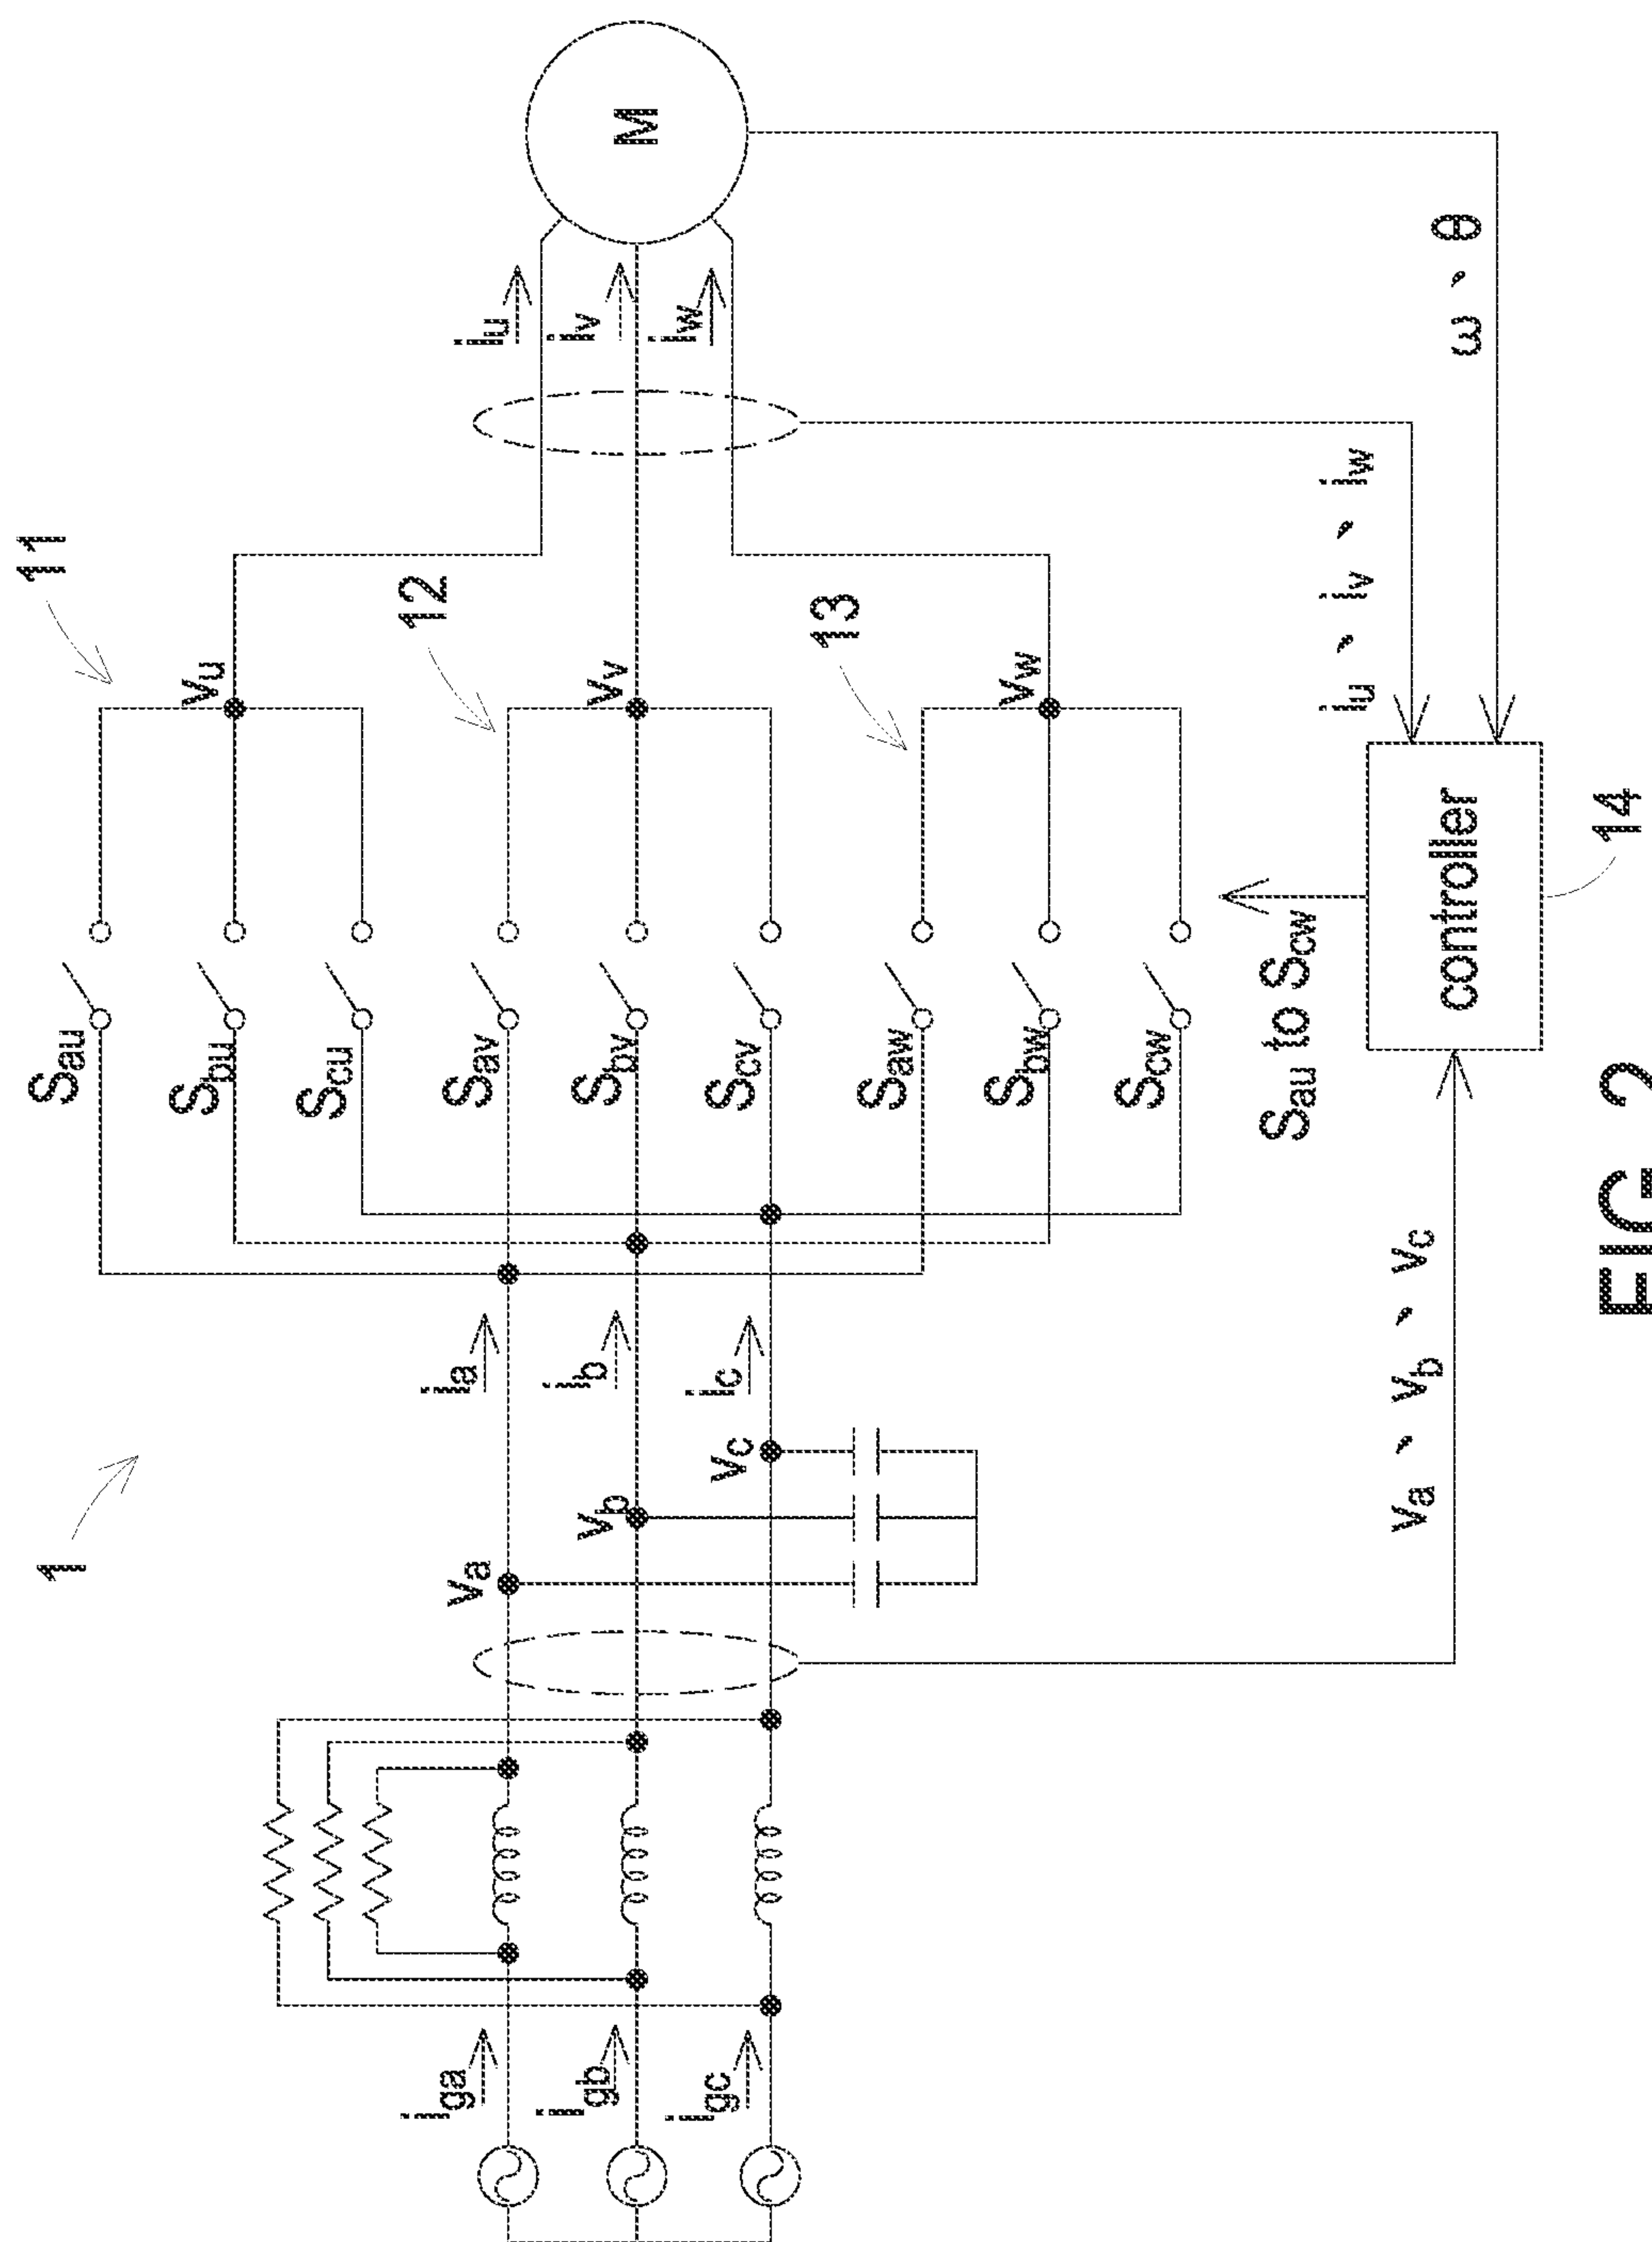 1
11
12
13
Sau
Sbu
Scu
Sav
Sbv
Scv
Saw
Sbw
Scw
vu
vv
vw
iga
igb
igc
va
vb
vc
ia
ib
ic
iu
iv
iw
M
Sau to Scw
iu、iv、iw
va、vb、vc
ω、θ
controller
14
FIG 2